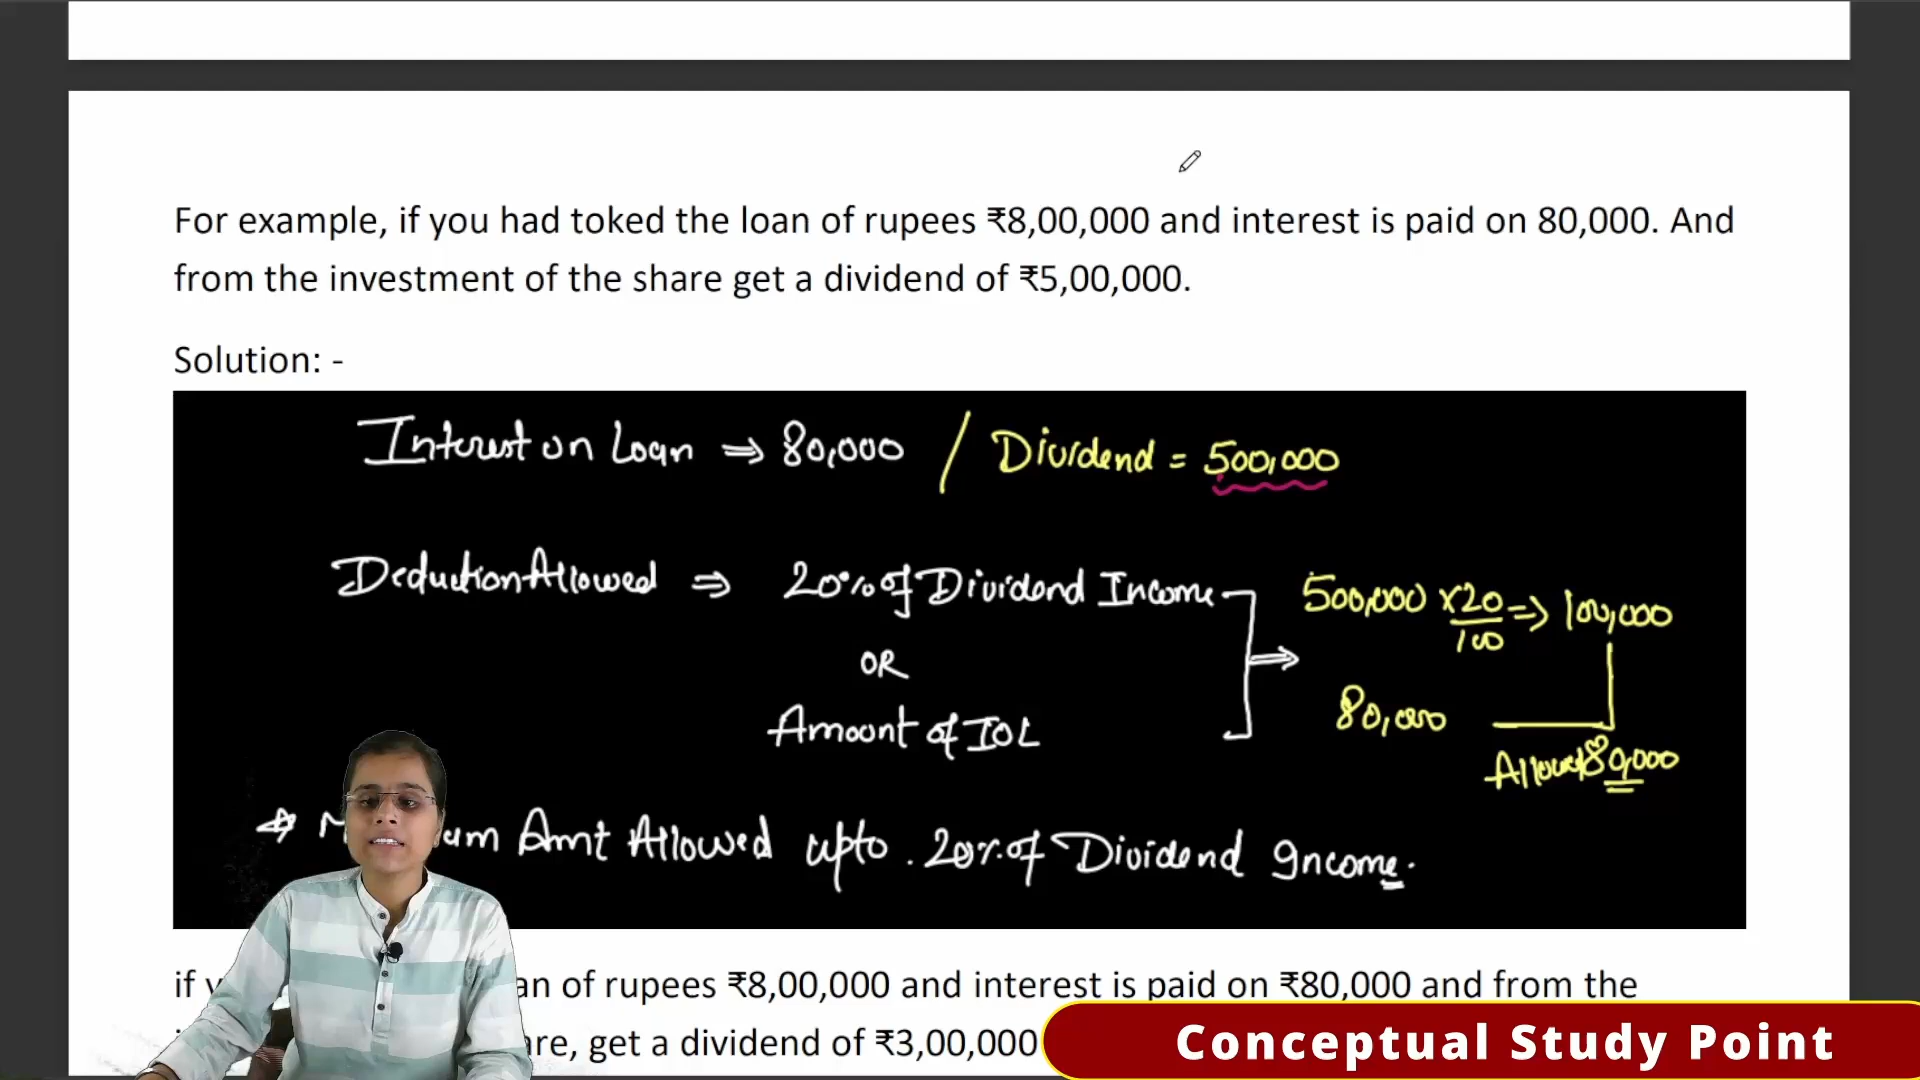 For example, if you had toked the loan of rupees ₹8,00,000 and interest is paid on 80,000. And
from the investment of the share get a dividend of ₹5,00,000.
Solution: -
Interest on Loan ⇒ 80,000 / Dividend = 500,000
Deduction Allowed ⇒ 20% of Dividend Income 500,000 x 20/100 ⇒ 100,000
OR
Amount of IOL ⇒ 80,000
Allowed 80,000
um Amt Allowed upto . 20% of Dividend Income.
if of rupees ₹8,00,000 and interest is paid on ₹80,000 and from the
get a dividend of ₹3,00,000
Conceptual Study Point